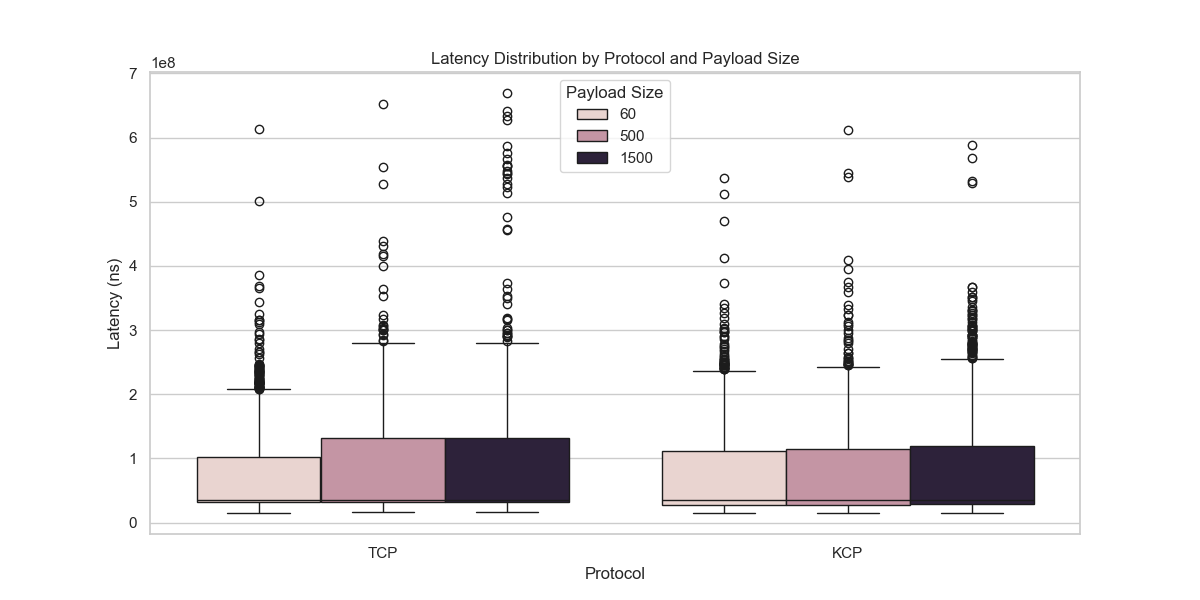 Latency Distribution by Protocol and Payload Size
1e8
7
6
5
4
3
2
1
0
Latency (ns)
Payload Size
60
500
1500
TCP
KCP
Protocol